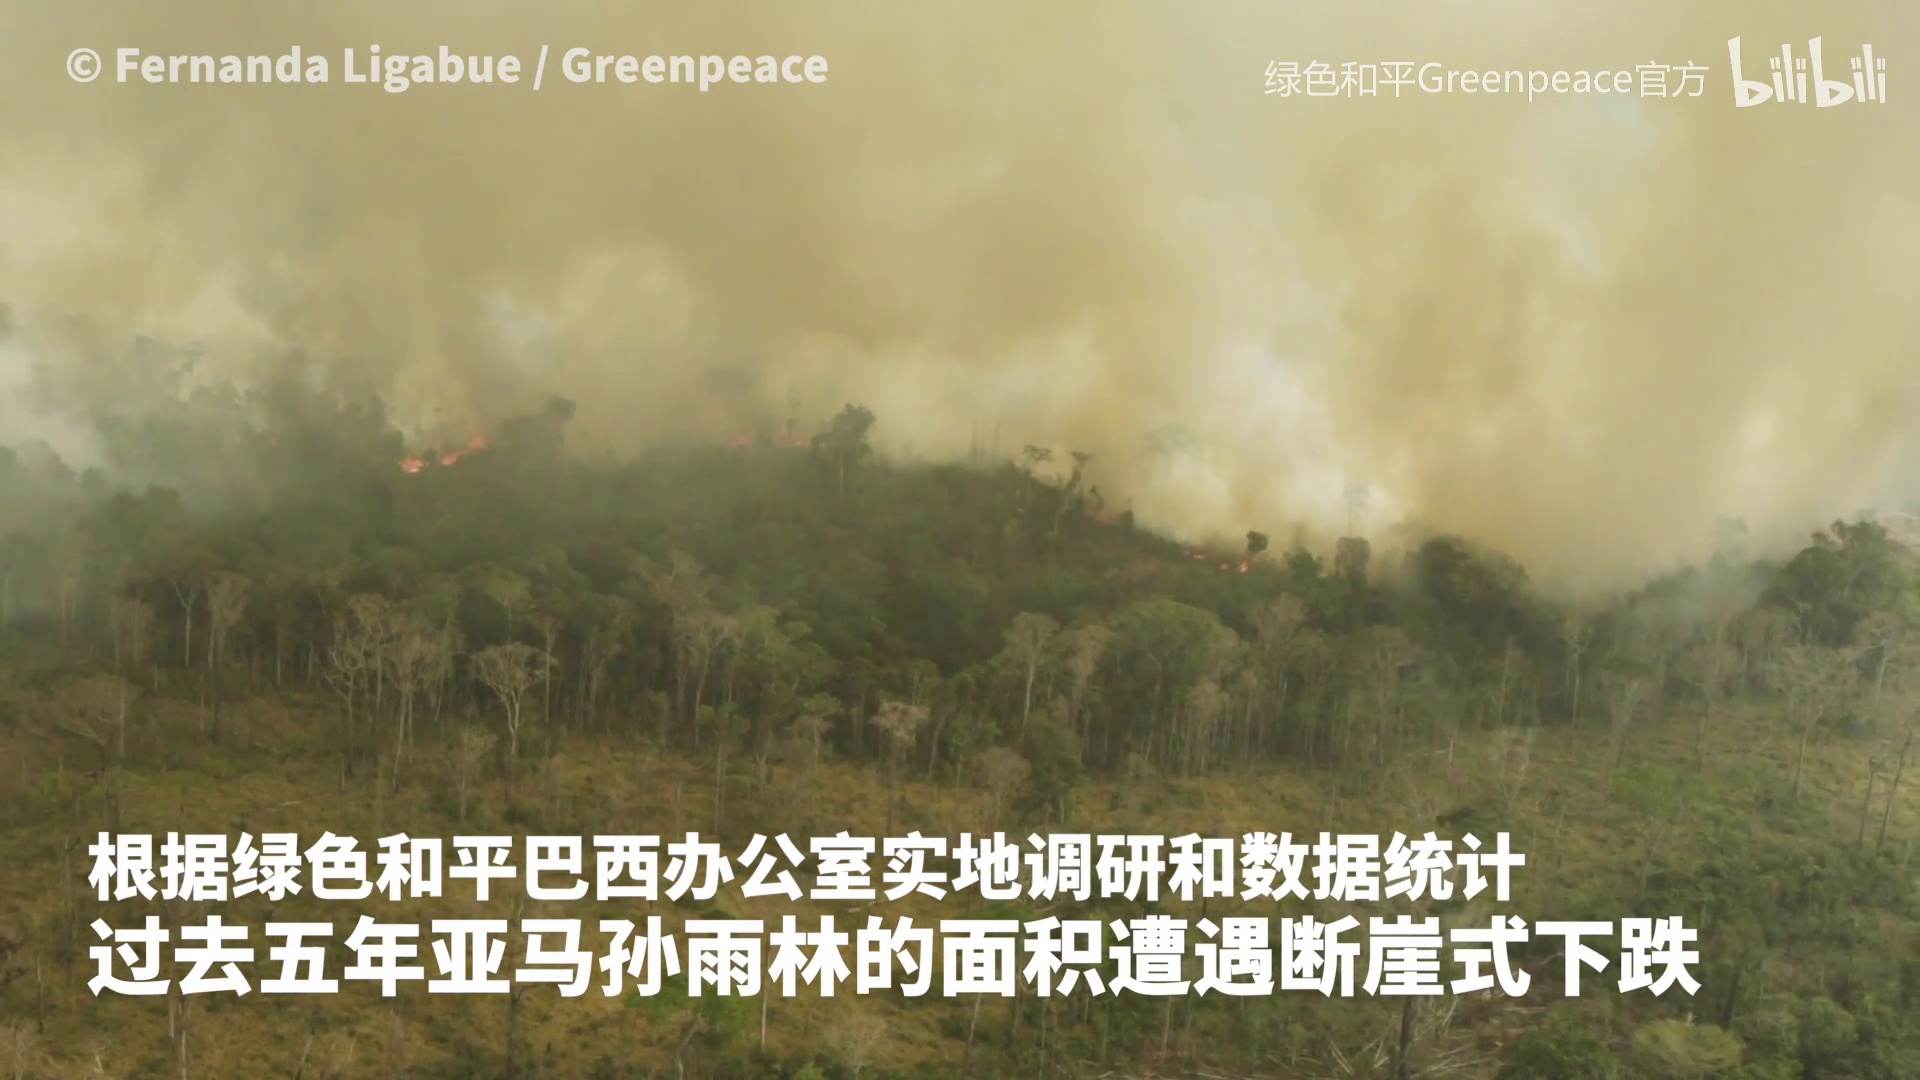 © Fernanda Ligabue / Greenpeace
绿色和平Greenpeace官方 bilibili
根据绿色和平巴西办公室实地调研和数据统计
过去五年亚马孙雨林的面积遭遇断崖式下跌